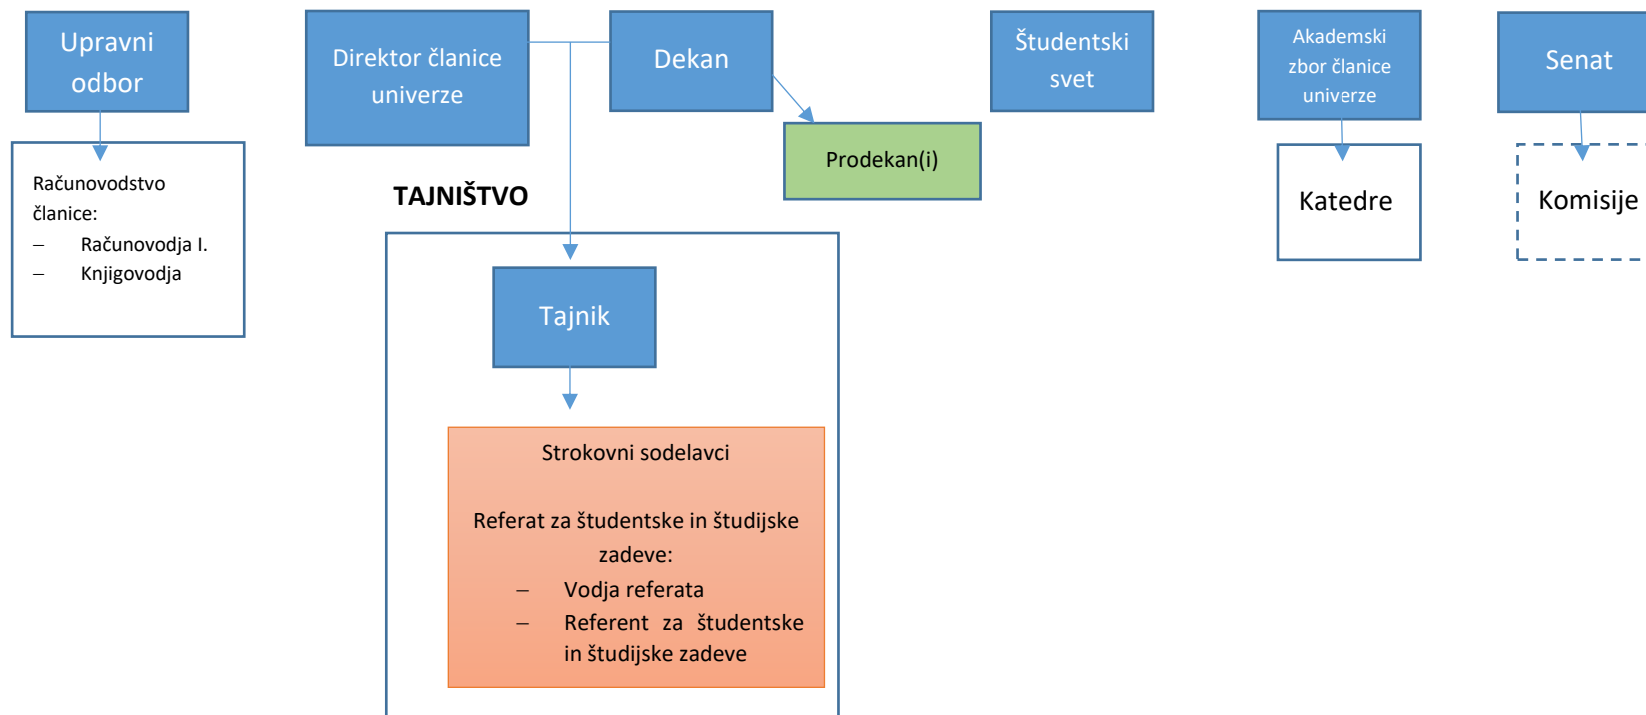 Upravni
odbor
Računovodstvo
članice:
– Računovodja I.
– Knjigovodja
Direktor članice
univerze
Dekan
Prodekan(i)
TAJNIŠTVO
Tajnik
Strokovni sodelavci
Referat za študentske in študijske
zadeve:
– Vodja referata
– Referent za študentske
in študijske zadeve
Študentski
svet
Akademski
zbor članice
univerze
Katedre
Senat
Komisije